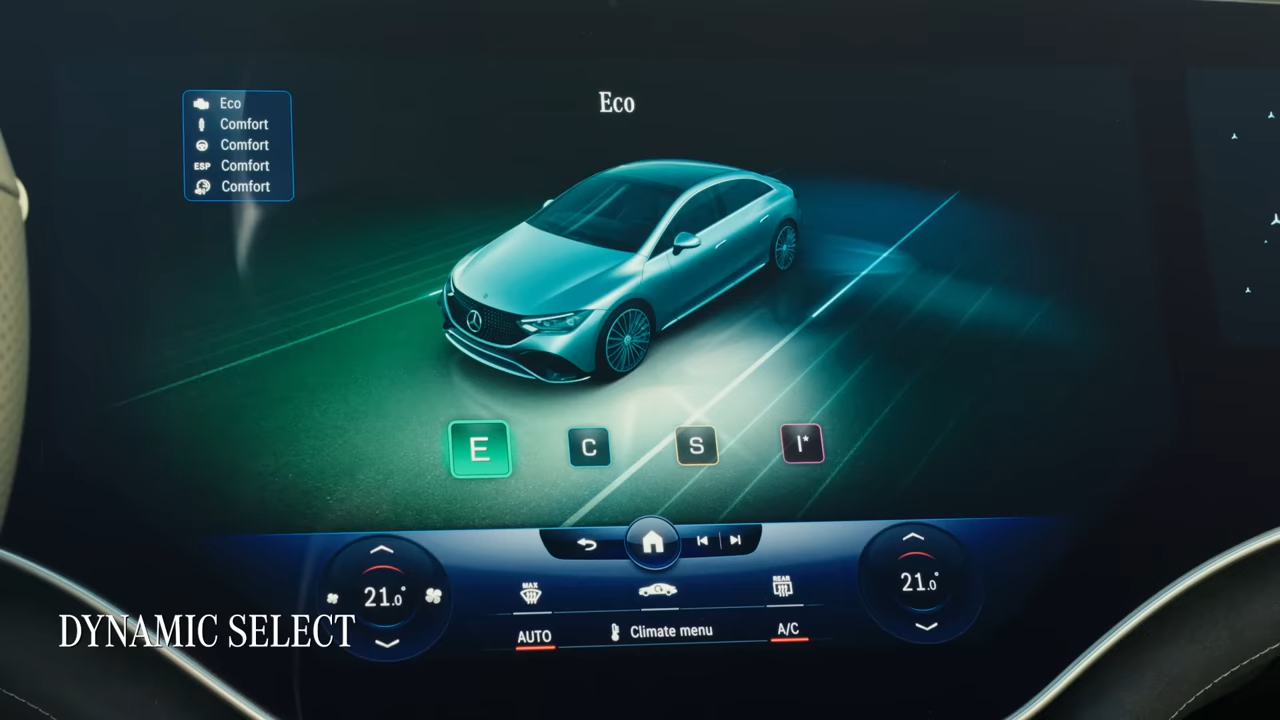 Eco
Eco
Comfort
Comfort
ESP Comfort
Comfort
E C S I*
MAX
REAR
21.0°
21.0°
AUTO
Climate menu
A/C
DYNAMIC SELECT